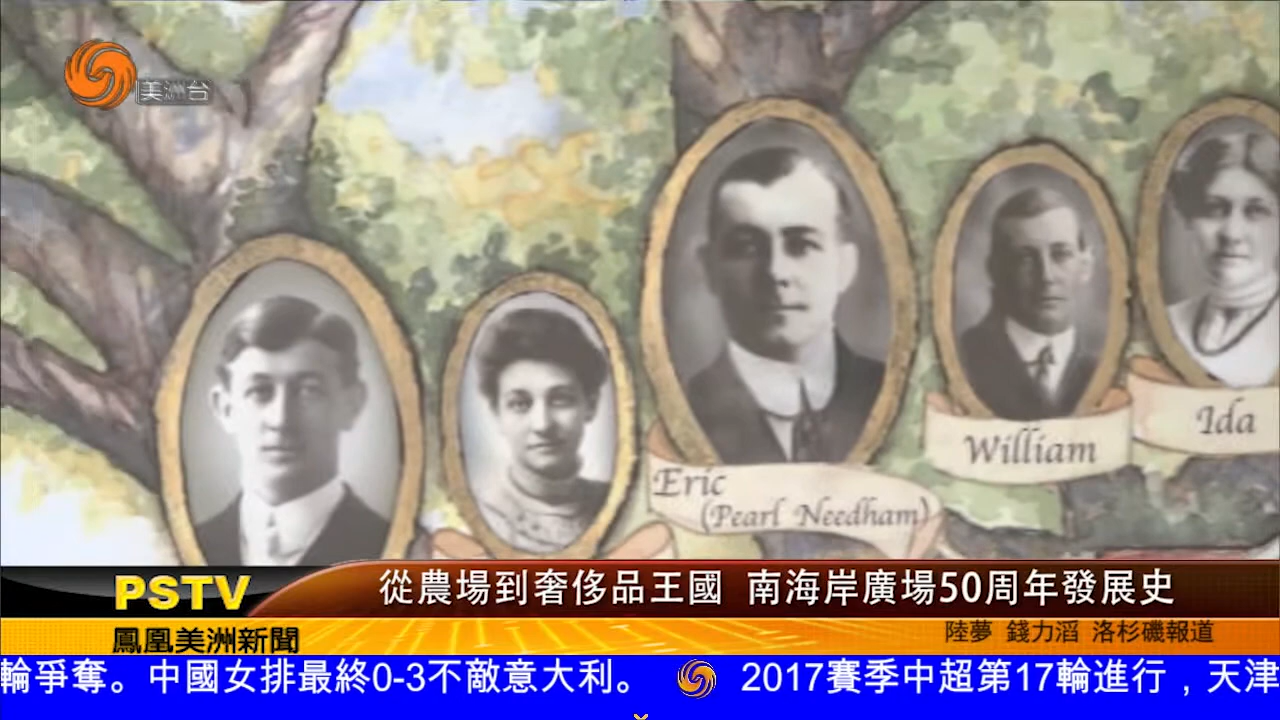 美洲台
Eric
(Pearl Needham)
William
Ida
PSTV
從農場到奢侈品王國 南海岸廣場50周年發展史
鳳凰美洲新聞
陸夢 錢力滔 洛杉磯報道
輪爭奪。中國女排最終0-3不敵意大利。 2017賽季中超第17輪進行，天津